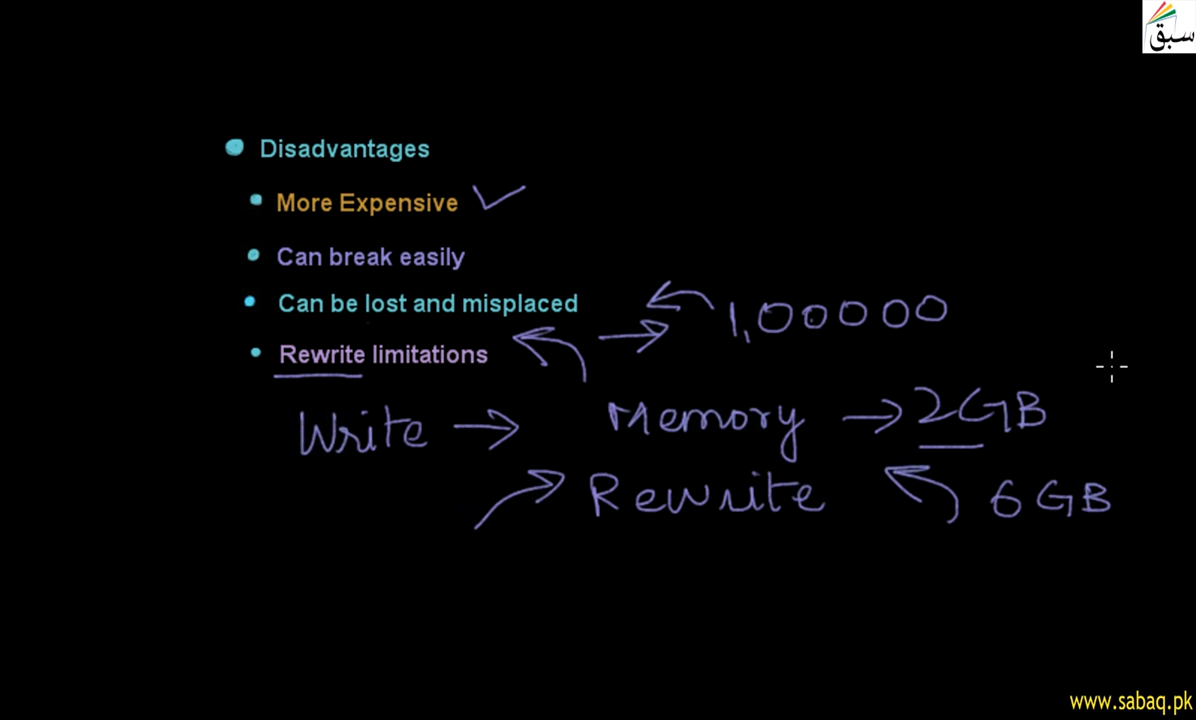 سبق
Disadvantages
More Expensive
Can break easily
Can be lost and misplaced
1,00000
Rewrite limitations
Write → Memory → 2GB
Rewrite 6GB
www.sabaq.pk